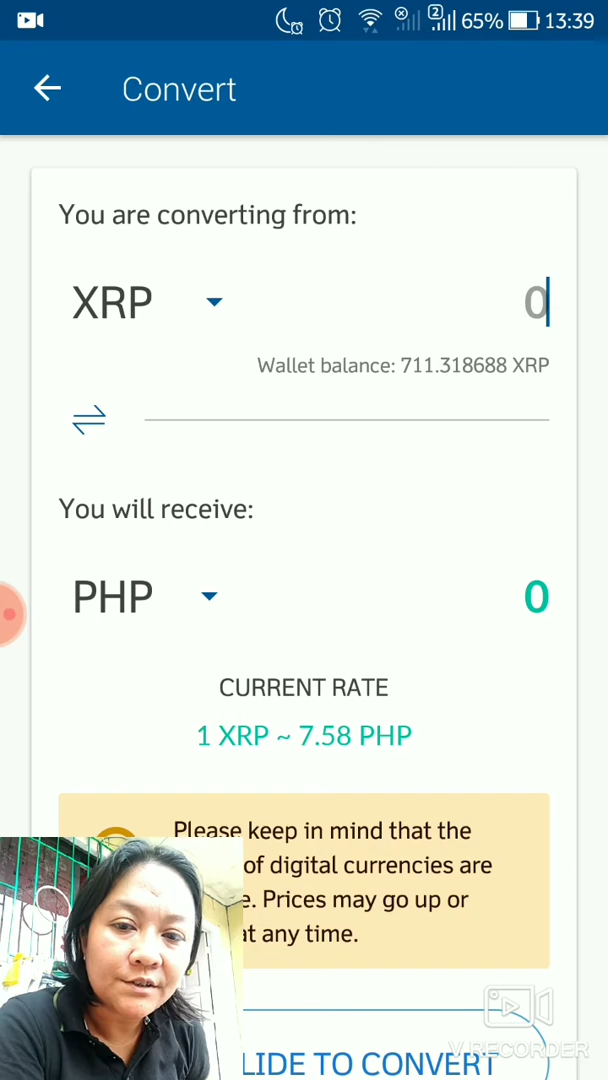 2 65% 13:39
Convert
You are converting from:
XRP 0
Wallet balance: 711.318688 XRP
You will receive:
PHP 0
CURRENT RATE
1 XRP ~ 7.58 PHP
Please keep in mind that the
of digital currencies are
Prices may go up or
at any time.
TO CONVERT
V.RECORDER